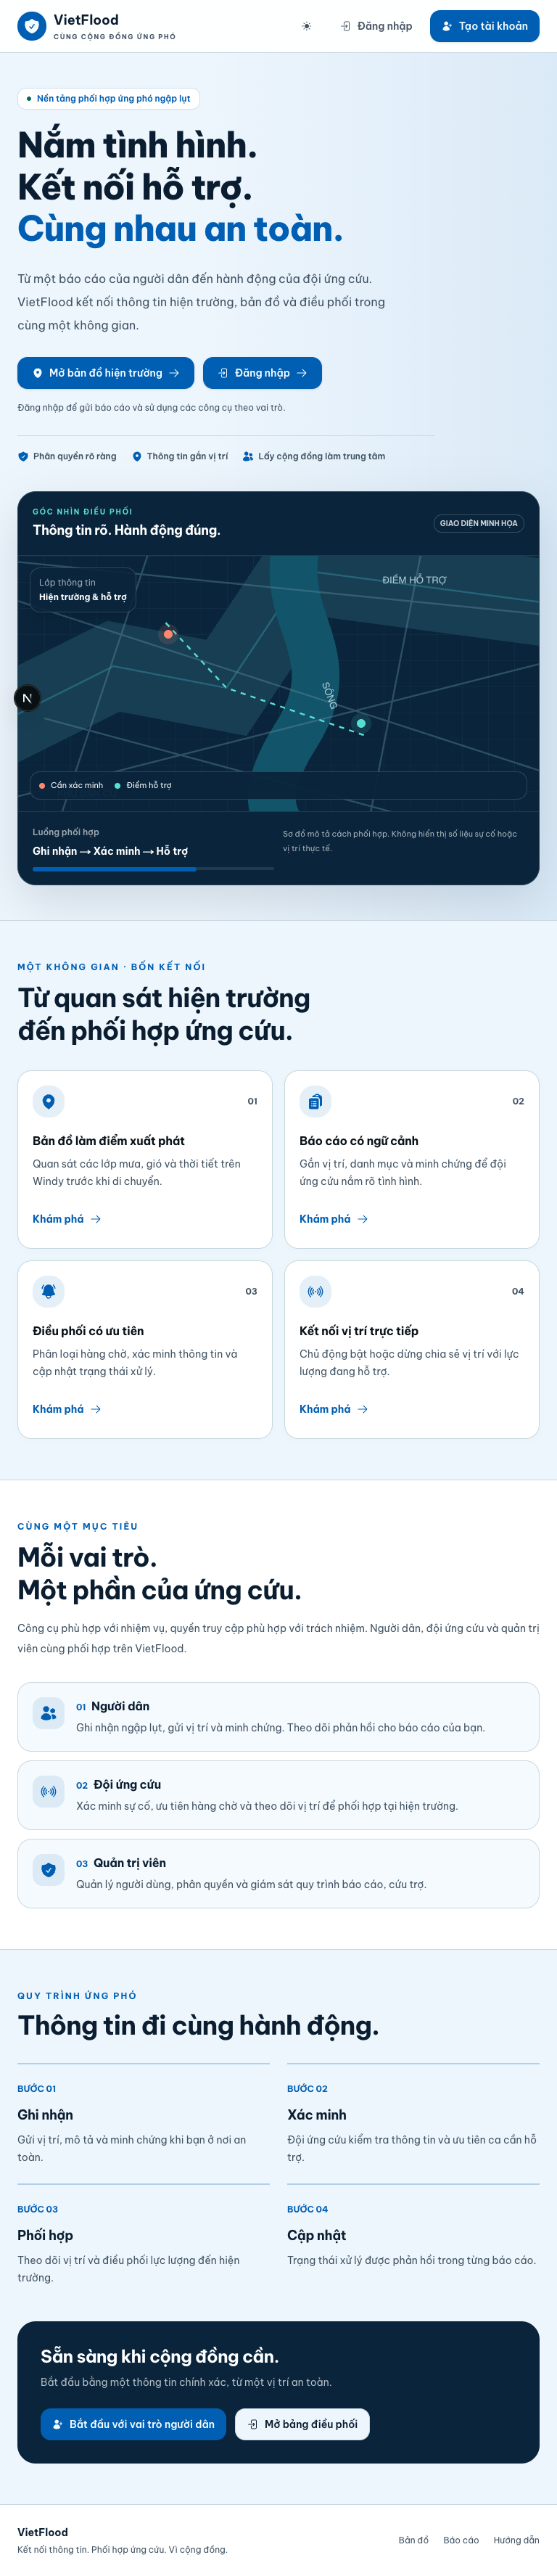 VietFlood
CÙNG CỘNG ĐỒNG ỨNG PHÓ
Đăng nhập
Tạo tài khoản
Nền tảng phối hợp ứng phó ngập lụt
Nắm tình hình.
Kết nối hỗ trợ.
Cùng nhau an toàn.
Từ một báo cáo của người dân đến hành động của đội ứng cứu.
VietFlood kết nối thông tin hiện trường, bản đồ và điều phối trong
cùng một không gian.
Mở bản đồ hiện trường
Đăng nhập
Đăng nhập để gửi báo cáo và sử dụng các công cụ theo vai trò.
Phân quyền rõ ràng
Thông tin gắn vị trí
Lấy cộng đồng làm trung tâm
GÓC NHÌN ĐIỀU PHỐI
Thông tin rõ. Hành động đúng.
GIAO DIỆN MINH HỌA
Lớp thông tin
Hiện trường & hỗ trợ
ĐIỂM HỖ TRỢ
SÔNG
N
Cần xác minh
Điểm hỗ trợ
Luồng phối hợp
Ghi nhận → Xác minh → Hỗ trợ
Sơ đồ mô tả cách phối hợp. Không hiển thị số liệu sự cố hoặc
vị trí thực tế.
MỘT KHÔNG GIAN · BỐN KẾT NỐI
Từ quan sát hiện trường
đến phối hợp ứng cứu.
01
Bản đồ làm điểm xuất phát
Quan sát các lớp mưa, gió và thời tiết trên
Windy trước khi di chuyển.
Khám phá
02
Báo cáo có ngữ cảnh
Gắn vị trí, danh mục và minh chứng để đội
ứng cứu nắm rõ tình hình.
Khám phá
03
Điều phối có ưu tiên
Phân loại hàng chờ, xác minh thông tin và
cập nhật trạng thái xử lý.
Khám phá
04
Kết nối vị trí trực tiếp
Chủ động bật hoặc dừng chia sẻ vị trí với lực
lượng đang hỗ trợ.
Khám phá
CÙNG MỘT MỤC TIÊU
Mỗi vai trò.
Một phần của ứng cứu.
Công cụ phù hợp với nhiệm vụ, quyền truy cập phù hợp với trách nhiệm. Người dân, đội ứng cứu và quản trị
viên cùng phối hợp trên VietFlood.
01 Người dân
Ghi nhận ngập lụt, gửi vị trí và minh chứng. Theo dõi phản hồi cho báo cáo của bạn.
02 Đội ứng cứu
Xác minh sự cố, ưu tiên hàng chờ và theo dõi vị trí để phối hợp tại hiện trường.
03 Quản trị viên
Quản lý người dùng, phân quyền và giám sát quy trình báo cáo, cứu trợ.
QUY TRÌNH ỨNG PHÓ
Thông tin đi cùng hành động.
BƯỚC 01
Ghi nhận
Gửi vị trí, mô tả và minh chứng khi bạn ở nơi an
toàn.
BƯỚC 02
Xác minh
Đội ứng cứu kiểm tra thông tin và ưu tiên ca cần hỗ
trợ.
BƯỚC 03
Phối hợp
Theo dõi vị trí và điều phối lực lượng đến hiện
trường.
BƯỚC 04
Cập nhật
Trạng thái xử lý được phản hồi trong từng báo cáo.
Sẵn sàng khi cộng đồng cần.
Bắt đầu bằng một thông tin chính xác, từ một vị trí an toàn.
Bắt đầu với vai trò người dân
Mở bảng điều phối
VietFlood
Kết nối thông tin. Phối hợp ứng cứu. Vì cộng đồng.
Bản đồ
Báo cáo
Hướng dẫn